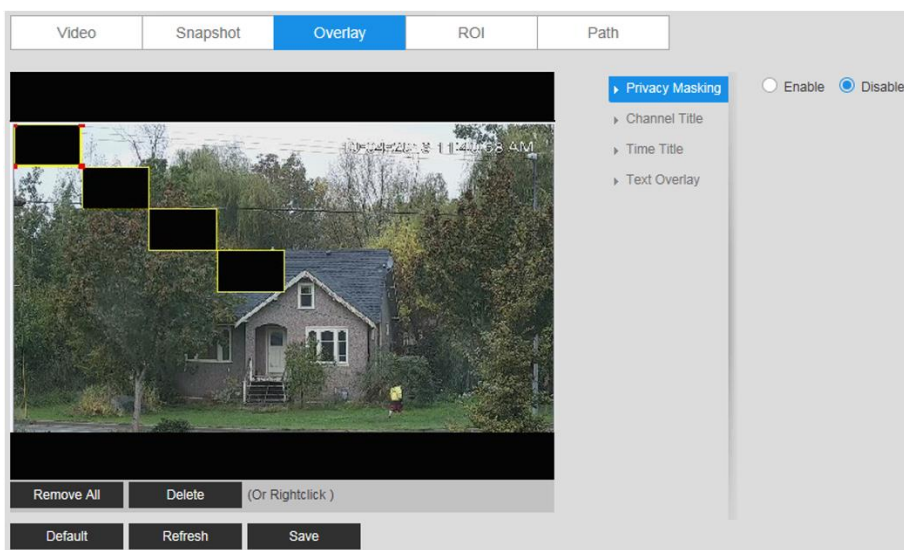 Video Snapshot Overlay ROI Path
Privacy Masking
Enable Disable
Channel Title
Time Title
Text Overlay
AM
Remove All Delete (Or Rightclick )
Default Refresh Save